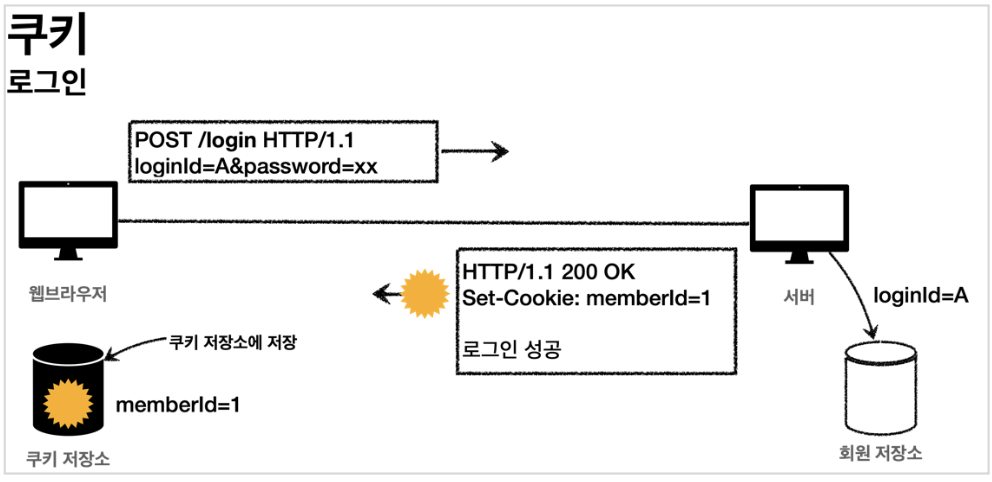 쿠키
로그인
POST /login HTTP/1.1
loginId=A&password=xx
웹브라우저
HTTP/1.1 200 OK
Set-Cookie: memberId=1
로그인 성공
서버
loginId=A
쿠키 저장소에 저장
memberId=1
쿠키 저장소
회원 저장소